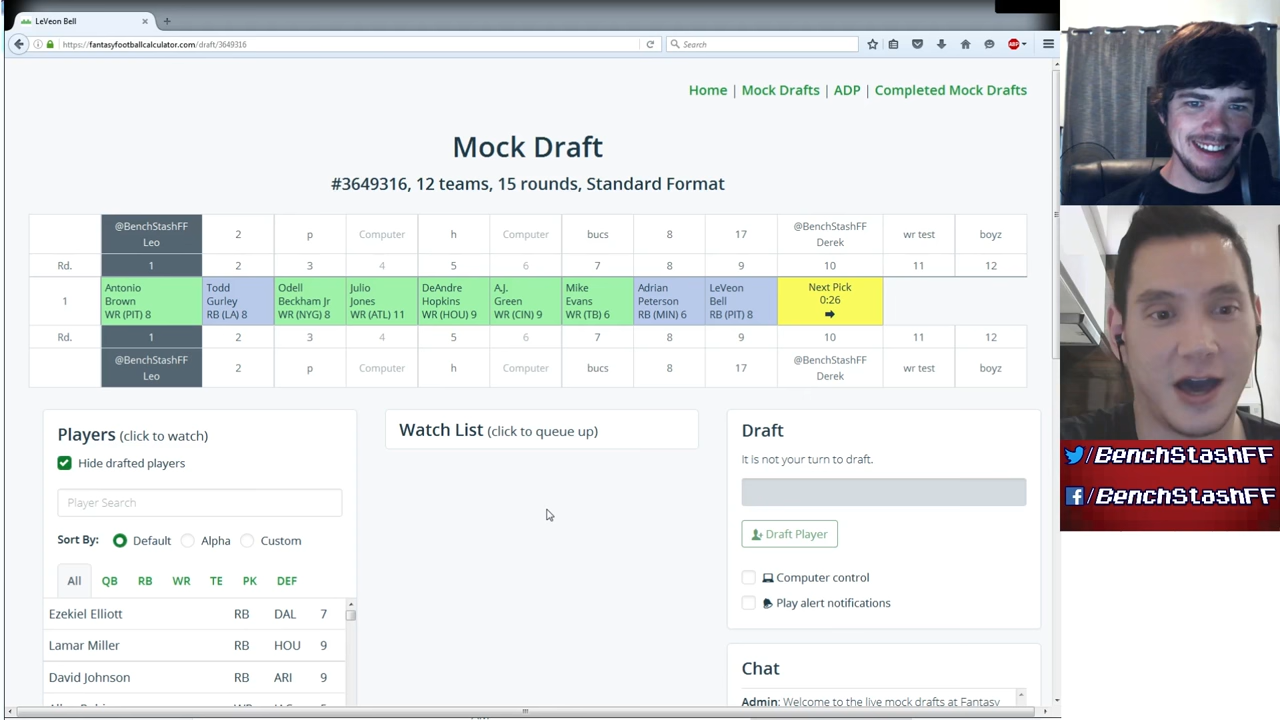 LeVeon Bell
https://fantasyfootballcalculator.com/draft/3649316
Search
ABP
Home | Mock Drafts | ADP | Completed Mock Drafts
Mock Draft
#3649316, 12 teams, 15 rounds, Standard Format
@BenchStashFF Leo 2 p Computer h Computer bucs 8 17 @BenchStashFF Derek wr test boyz
Rd. 1 2 3 4 5 6 7 8 9 10 11 12
1 Antonio Brown WR (PIT) 8 Todd Gurley RB (LA) 8 Odell Beckham Jr WR (NYG) 8 Julio Jones WR (ATL) 11 DeAndre Hopkins WR (HOU) 9 A.J. Green WR (CIN) 9 Mike Evans WR (TB) 6 Adrian Peterson RB (MIN) 6 LeVeon Bell RB (PIT) 8 Next Pick 0:26
Rd. 1 2 3 4 5 6 7 8 9 10 11 12
@BenchStashFF Leo 2 p Computer h Computer bucs 8 17 @BenchStashFF Derek wr test boyz
Players (click to watch)
Hide drafted players
Player Search
Sort By: Default Alpha Custom
All QB RB WR TE PK DEF
Ezekiel Elliott RB DAL 7
Lamar Miller RB HOU 9
David Johnson RB ARI 9
Watch List (click to queue up)
Draft
It is not your turn to draft.
Draft Player
Computer control
Play alert notifications
Chat
Admin: Welcome to the live mock drafts at Fantasy
/BenchStashFF
/BenchStashFF